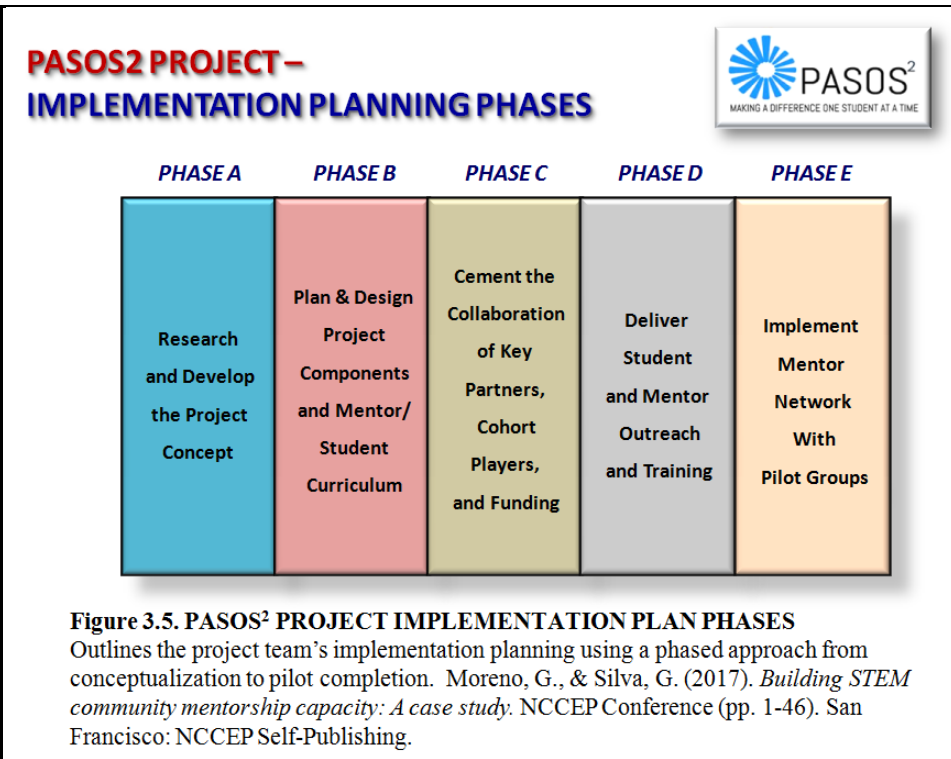 PASOS2 PROJECT –
IMPLEMENTATION PLANNING PHASES
PASOS²
MAKING A DIFFERENCE ONE STUDENT AT A TIME
PHASE A
PHASE B
PHASE C
PHASE D
PHASE E
Research
and Develop
the Project
Concept
Plan & Design
Project
Components
and Mentor/
Student
Curriculum
Cement the
Collaboration
of Key
Partners,
Cohort
Players,
and Funding
Deliver
Student
and Mentor
Outreach
and Training
Implement
Mentor
Network
With
Pilot Groups
Figure 3.5. PASOS² PROJECT IMPLEMENTATION PLAN PHASES
Outlines the project team’s implementation planning using a phased approach from
conceptualization to pilot completion. Moreno, G., & Silva, G. (2017). Building STEM
community mentorship capacity: A case study. NCCEP Conference (pp. 1-46). San
Francisco: NCCEP Self-Publishing.